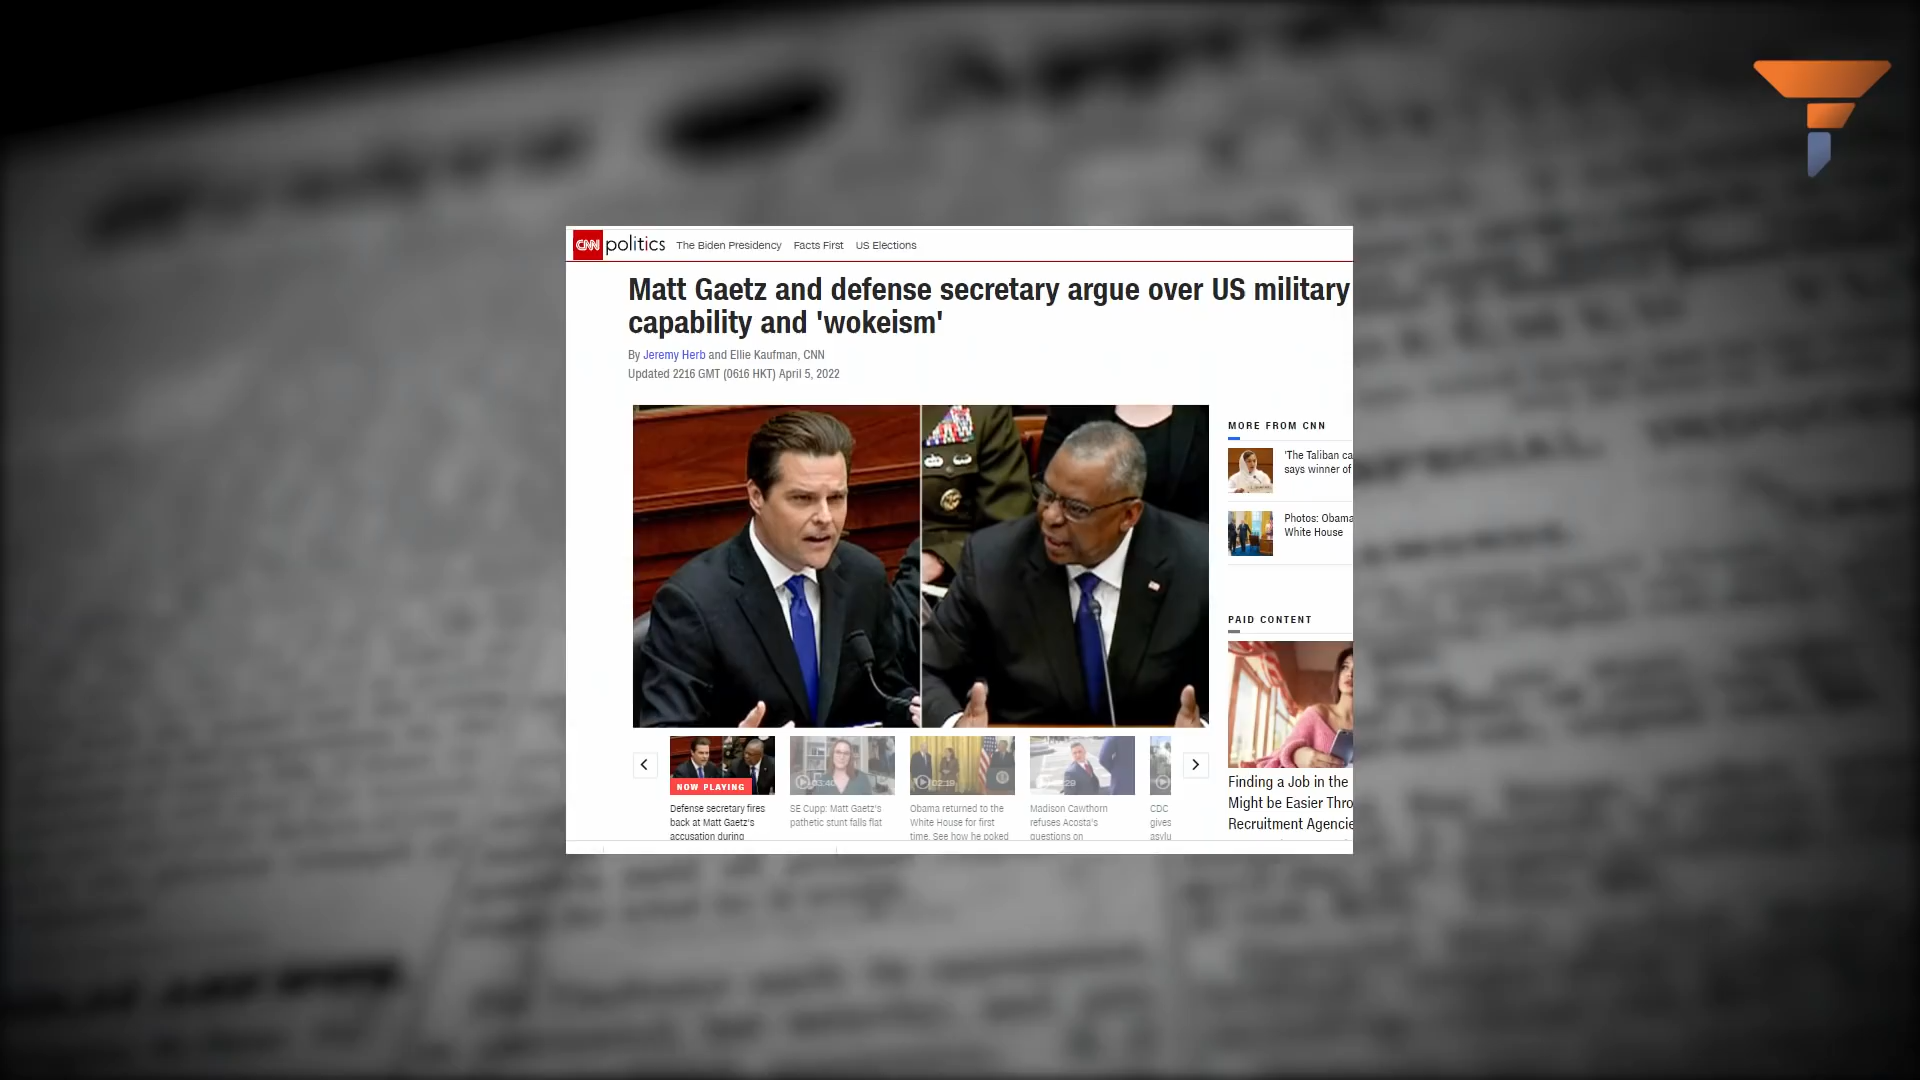 CNN politics The Biden Presidency Facts First US Elections
Matt Gaetz and defense secretary argue over US military
capability and 'wokeism'
By Jeremy Herb and Ellie Kaufman, CNN
Updated 2216 GMT (0616 HKT) April 5, 2022
MORE FROM CNN
'The Taliban ca
says winner of
Photos: Obama
White House
PAID CONTENT
Finding a Job in the
Might be Easier Thro
Recruitment Agencie
NOW PLAYING
Defense secretary fires
back at Matt Gaetz's
accusation during
03:40
SE Cupp: Matt Gaetz's
pathetic stunt falls flat
02:19
Obama returned to the
White House for first
time. See how he poked
Madison Cawthorn
refuses Acosta's
questions on
CDC
gives
asylu